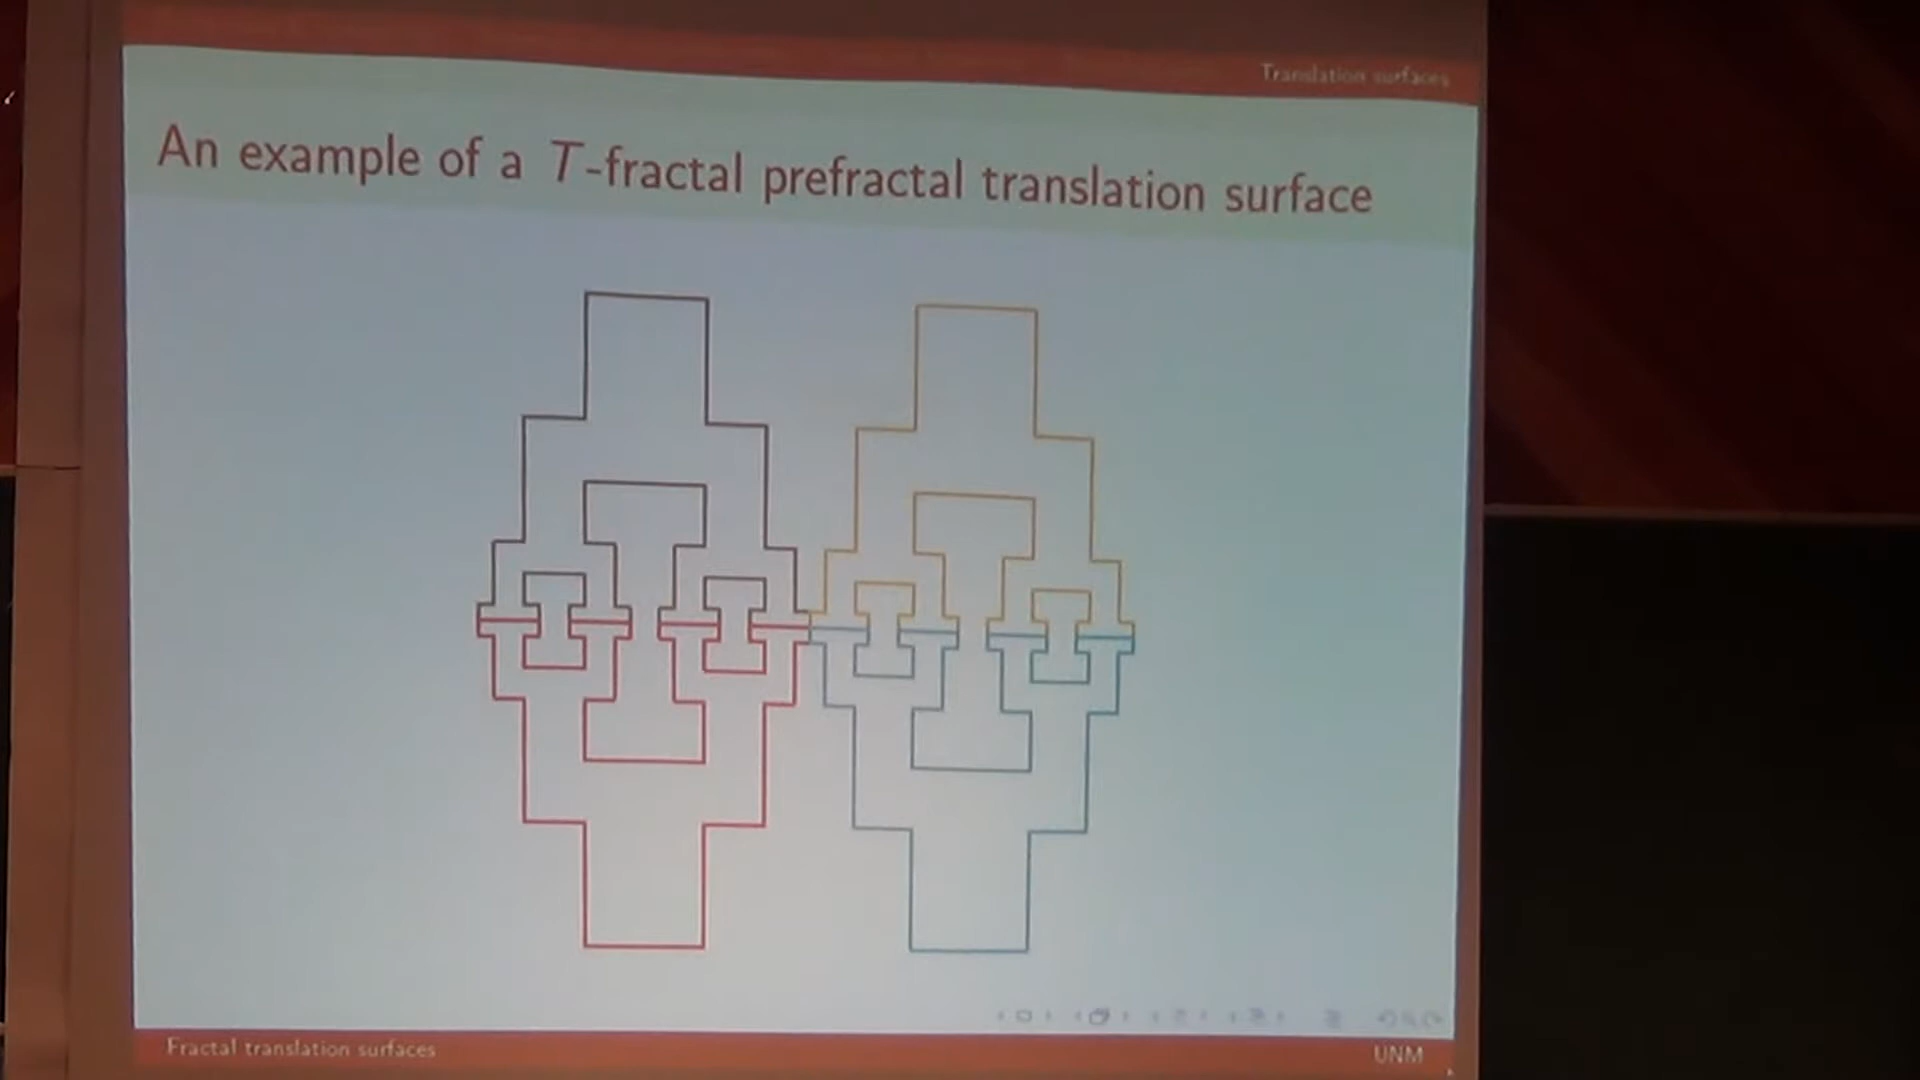 Translation surfaces
An example of a T-fractal prefractal translation surface
Fractal translation surfaces
UNM